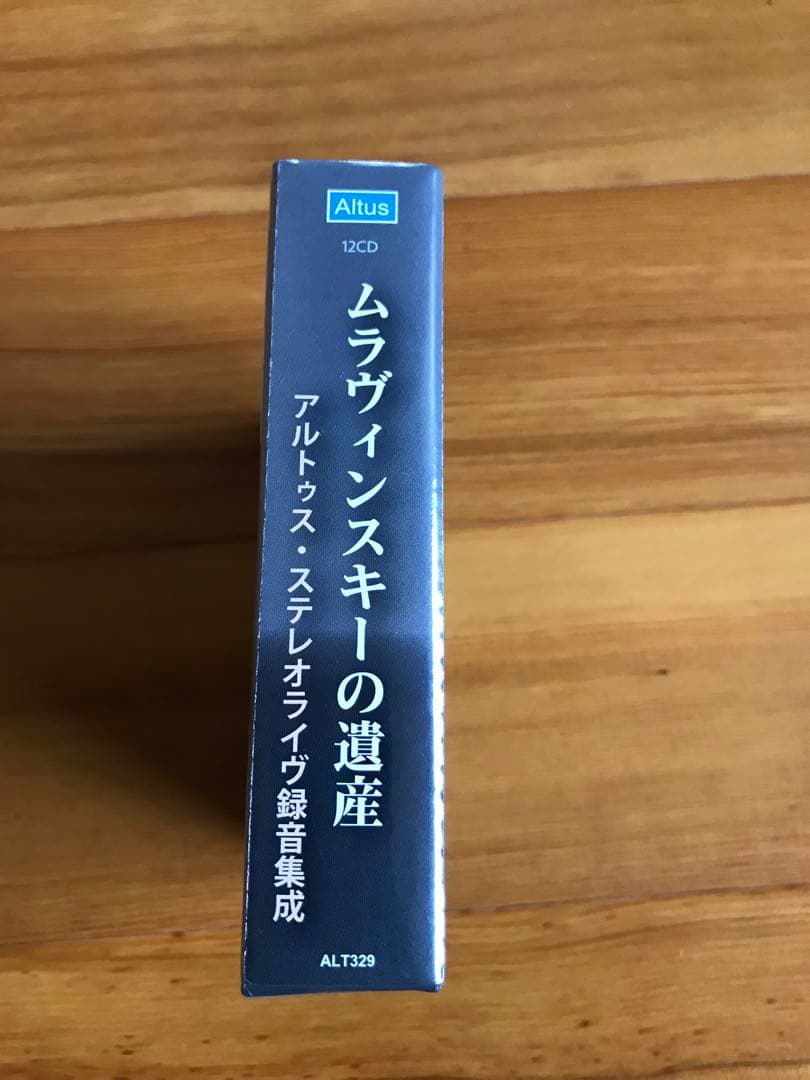 Altus
12CD
ムラヴィンスキーの遺産
アルトゥス・ステレオライヴ録音集成
ALT329